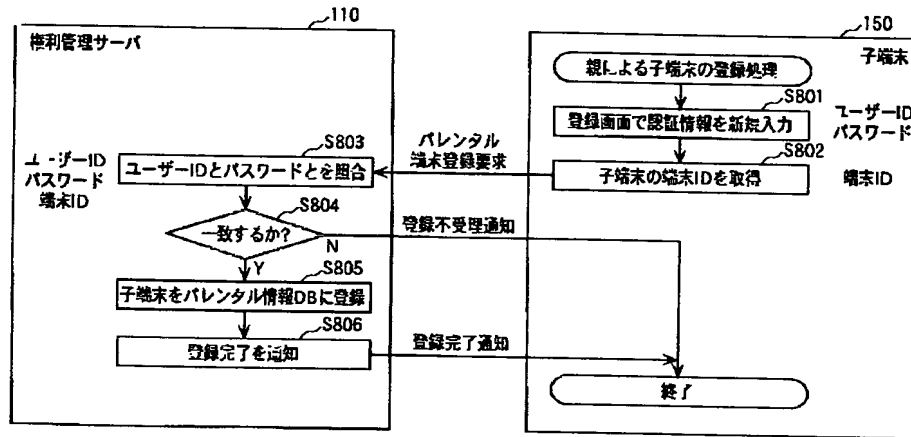 110
権利管理サーバ
150
子端末
親による子端末の登録処理
S801
登録画面で認証情報を新規入力
ユーザーID
パスワード
S802
子端末の端末IDを取得
端末ID
パレンタル
端末登録要求
S803
ユーザーIDとパスワードとを照合
ユーザーID
パスワード
端末ID
S804
一致するか?
N
Y
登録不受理通知
S805
子端末をパレンタル情報DBに登録
S806
登録完了を通知
登録完了通知
終了